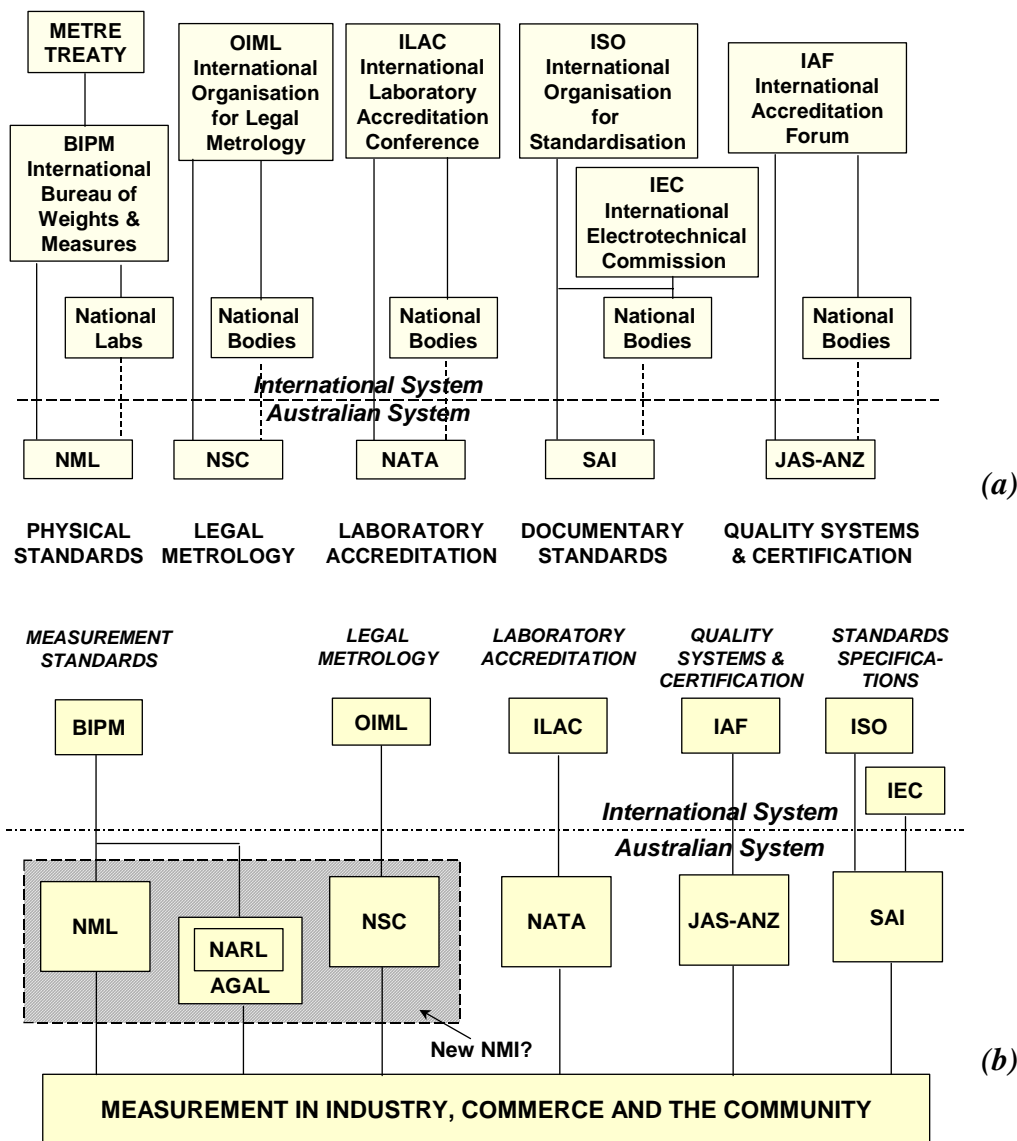 METRE
TREATY
BIPM
International
Bureau of
Weights &
Measures
OIML
International
Organisation
for Legal
Metrology
ILAC
International
Laboratory
Accreditation
Conference
ISO
International
Organisation
for
Standardisation
IEC
International
Electrotechnical
Commission
IAF
International
Accreditation
Forum
National
Labs
National
Bodies
National
Bodies
National
Bodies
National
Bodies
International System
Australian System
NML
NSC
NATA
SAI
JAS-ANZ
(a)
PHYSICAL
STANDARDS
LEGAL
METROLOGY
LABORATORY
ACCREDITATION
DOCUMENTARY
STANDARDS
QUALITY SYSTEMS
& CERTIFICATION
MEASUREMENT
STANDARDS
LEGAL
METROLOGY
LABORATORY
ACCREDITATION
QUALITY
SYSTEMS &
CERTIFICATION
STANDARDS
SPECIFICA-
TIONS
BIPM
OIML
ILAC
IAF
ISO
IEC
International System
Australian System
NML
NARL
AGAL
NSC
NATA
JAS-ANZ
SAI
New NMI?
(b)
MEASUREMENT IN INDUSTRY, COMMERCE AND THE COMMUNITY